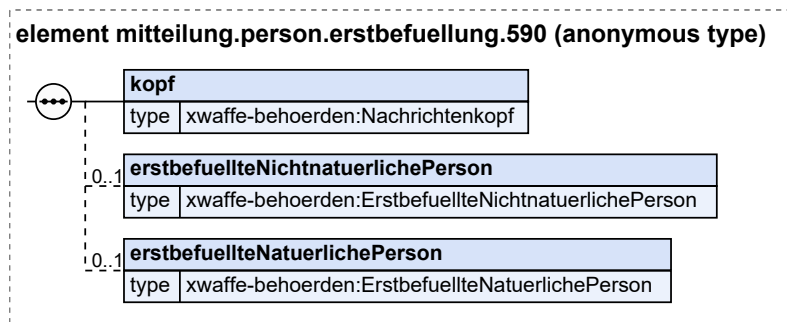 element mitteilung.person.erstbefuellung.590 (anonymous type)
kopf
type xwaffe-behoerden:Nachrichtenkopf
0..1 erstbefuellteNichtnatuerlichePerson
type xwaffe-behoerden:ErstbefuellteNichtnatuerlichePerson
0..1 erstbefuellteNatuerlichePerson
type xwaffe-behoerden:ErstbefuellteNatuerlichePerson